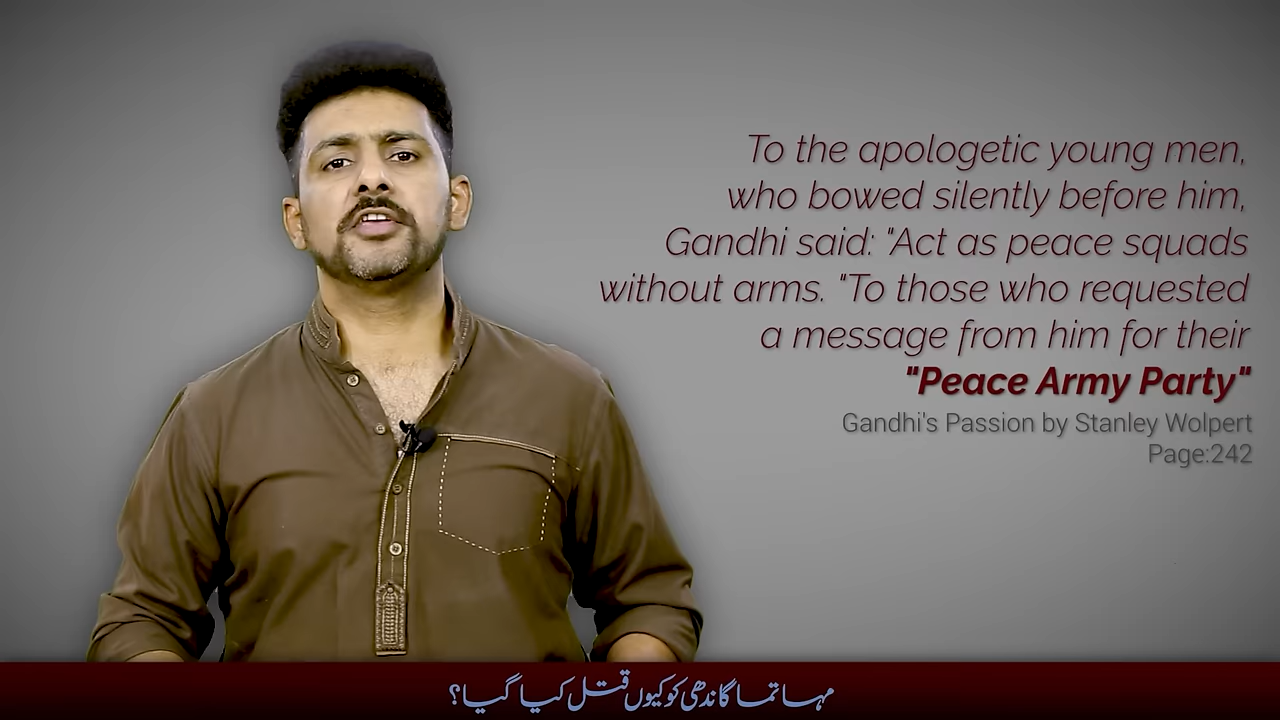 To the apologetic young men,
who bowed silently before him,
Gandhi said: "Act as peace squads
without arms. "To those who requested
a message from him for their
"Peace Army Party"
Gandhi's Passion by Stanley Wolpert
Page:242
مہاتما گاندھی کو کیوں قتل کیا گیا؟